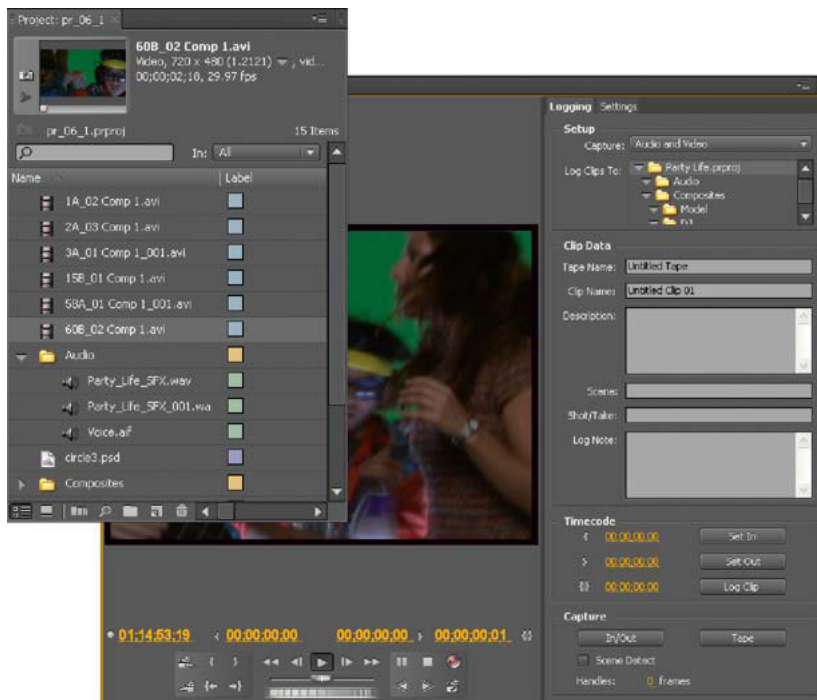 Project: pr_06_1
60B_02 Comp 1.avi
Video, 720 x 480 (1.2121) , vid...
00;00;02;18, 29.97 fps
pr_06_1.prproj
15 Items
In: All
Name
Label
1A_02 Comp 1.avi
2A_03 Comp 1.avi
3A_01 Comp 1_001.avi
15B_01 Comp 1.avi
58A_01 Comp 1_001.avi
60B_02 Comp 1.avi
Audio
Party_Life_SFX.wav
Party_Life_SFX_001.wa
Voice.aif
circle3.psd
Composites
Logging
Settings
Setup
Capture: Audio and Video
Log Clips To: Party Life.prproj
Audio
Composites
Model
DJ
Clip Data
Tape Name: Untitled Tape
Clip Name: Untitled Clip 01
Description:
Scene:
Shot/Take:
Log Note:
Timecode
{ 00;00;00;00 Set In
} 00;00;00;00 Set Out
{} 00;00;00;00 Log Clip
Capture
In/Out
Tape
Scene Detect
Handles: 0 frames
01;14;53;19 { 00;00;00;00 00;00;00;00 } 00;00;00;01 {}